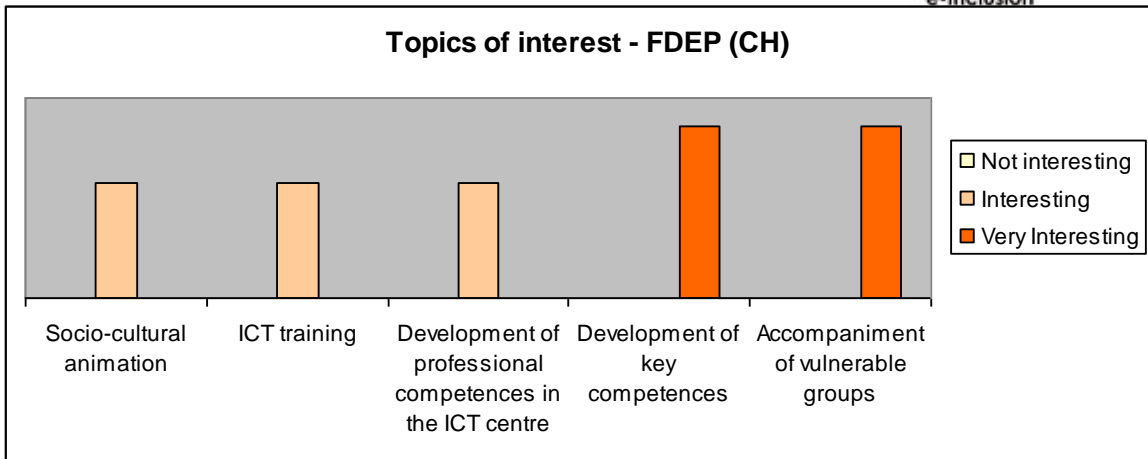 e-inclusion
Topics of interest - FDEP (CH)
Not interesting
Interesting
Very Interesting
Socio-cultural
animation
ICT training
Development of
professional
competences in
the ICT centre
Development of
key
competences
Accompaniment
of vulnerable
groups